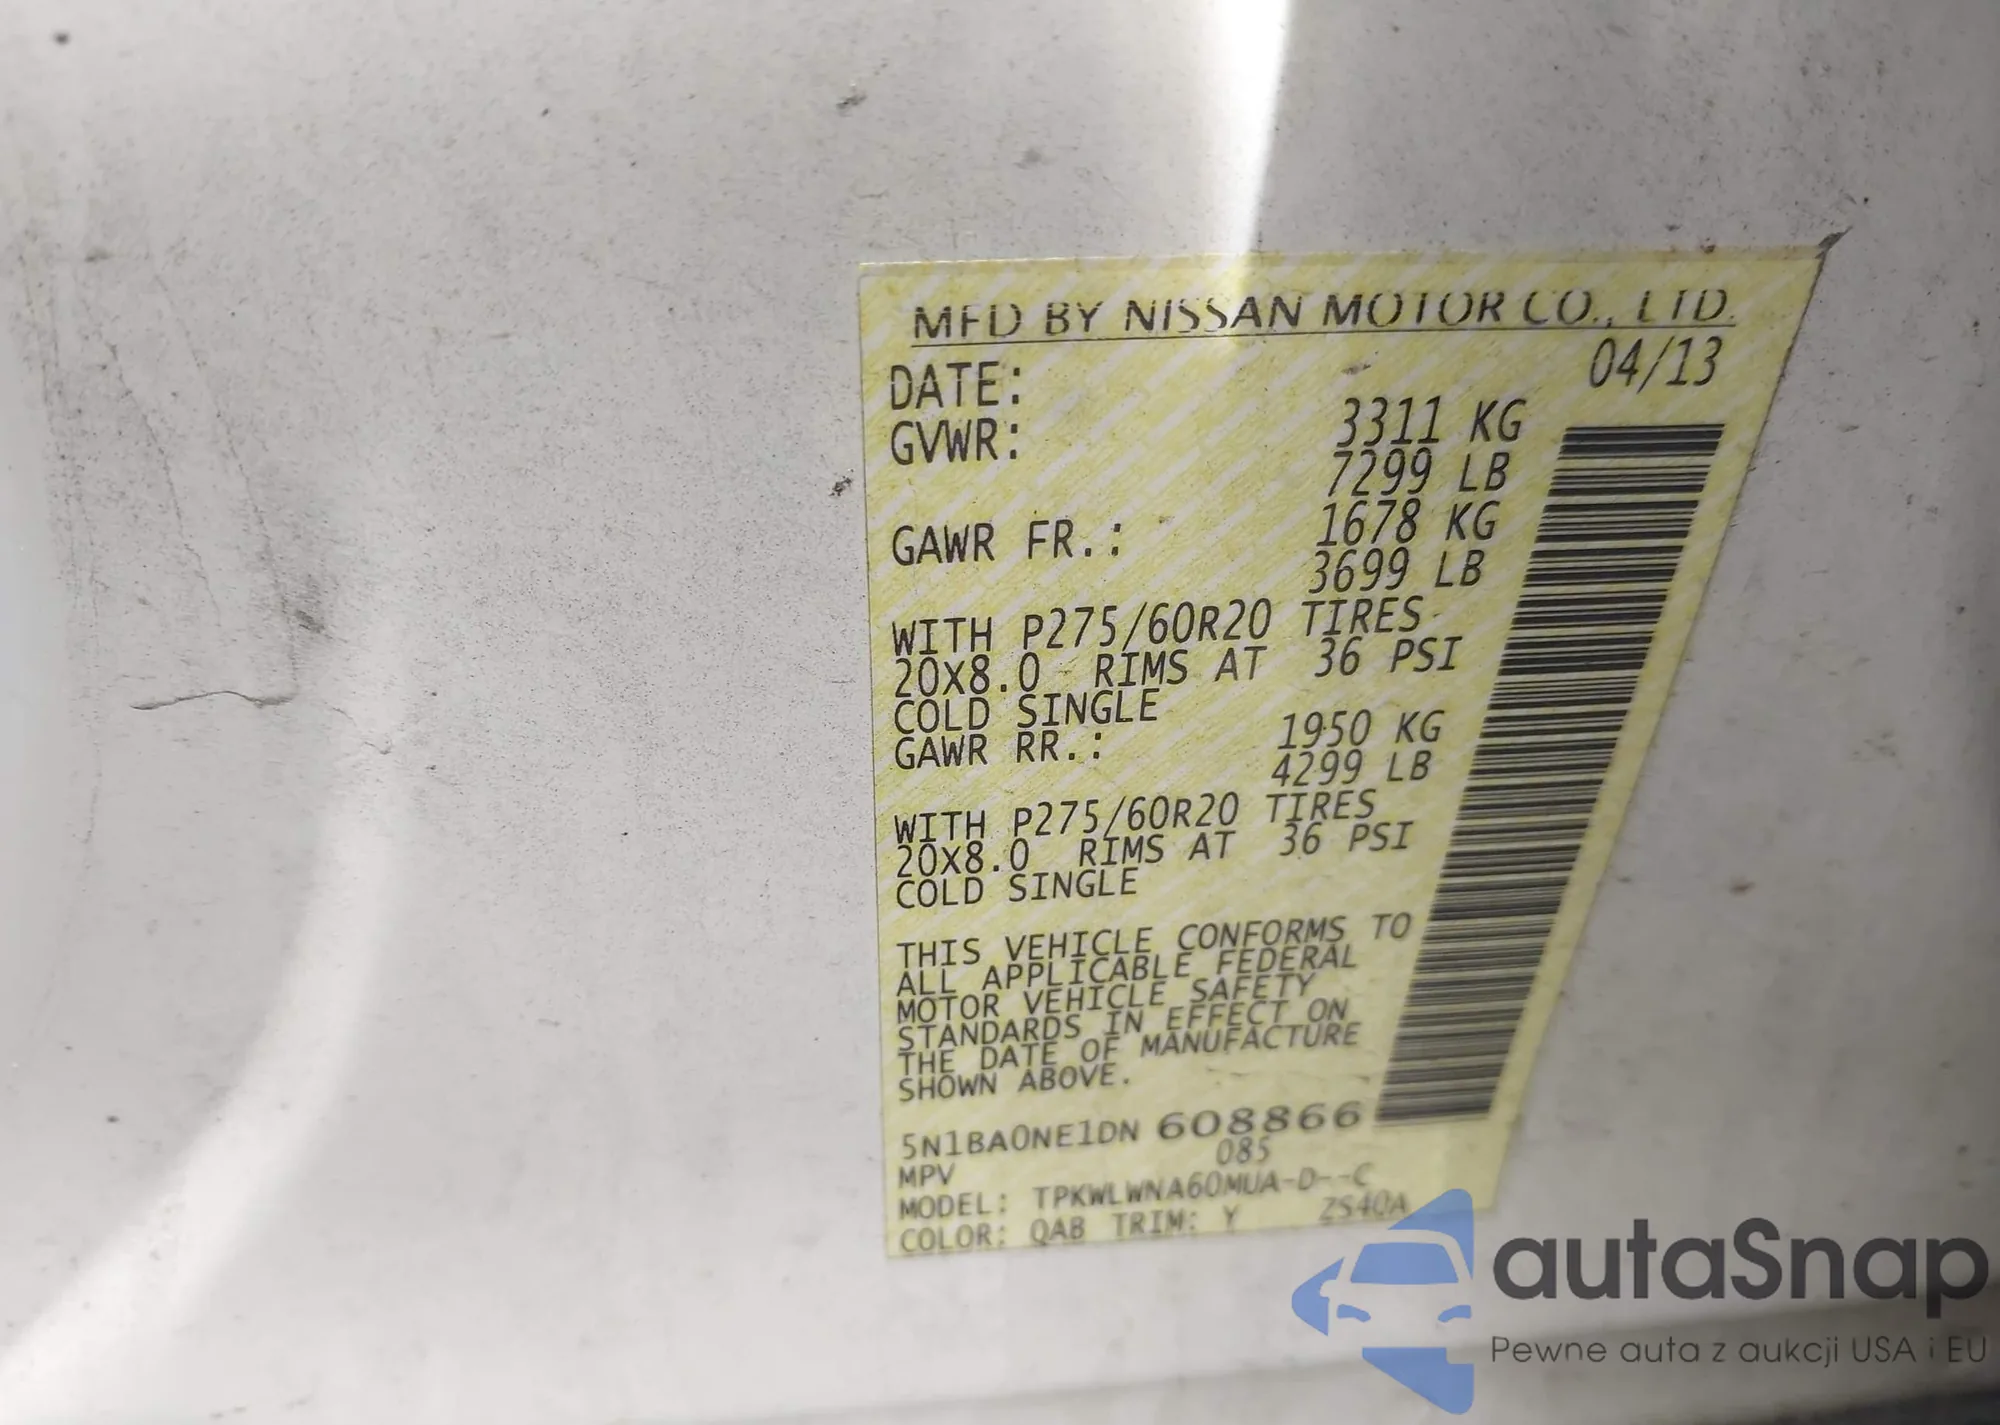 MFD BY NISSAN MOTOR CO., LTD.
DATE: 04/13
GVWR: 3311 KG
7299 LB
GAWR FR.: 1678 KG
3699 LB
WITH P275/60R20 TIRES
20X8.0 RIMS AT 36 PSI
COLD SINGLE
GAWR RR.: 1950 KG
4299 LB
WITH P275/60R20 TIRES
20X8.0 RIMS AT 36 PSI
COLD SINGLE
THIS VEHICLE CONFORMS TO
ALL APPLICABLE FEDERAL
MOTOR VEHICLE SAFETY
STANDARDS IN EFFECT ON
THE DATE OF MANUFACTURE
SHOWN ABOVE.
5N1BA0NE1DN 608866
MPV 085
MODEL: TPKWLWNA60MUA-D--C
COLOR: QAB TRIM: Y ZS40A
autaSnap
Pewne auta z aukcji USA i EU